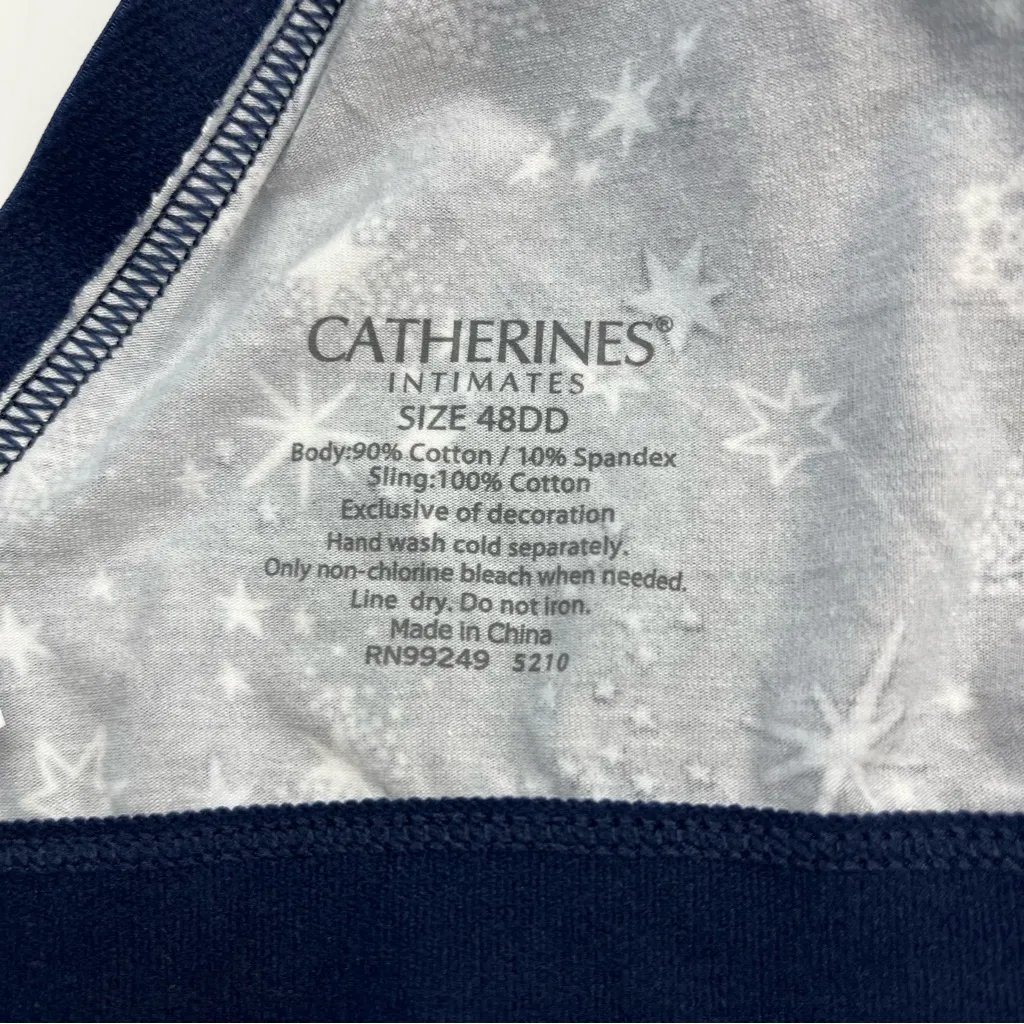 CATHERINES®
INTIMATES
SIZE 48DD
Body:90% Cotton / 10% Spandex
Sling:100% Cotton
Exclusive of decoration
Hand wash cold separately.
Only non-chlorine bleach when needed.
Line dry. Do not iron.
Made in China
RN99249 5210